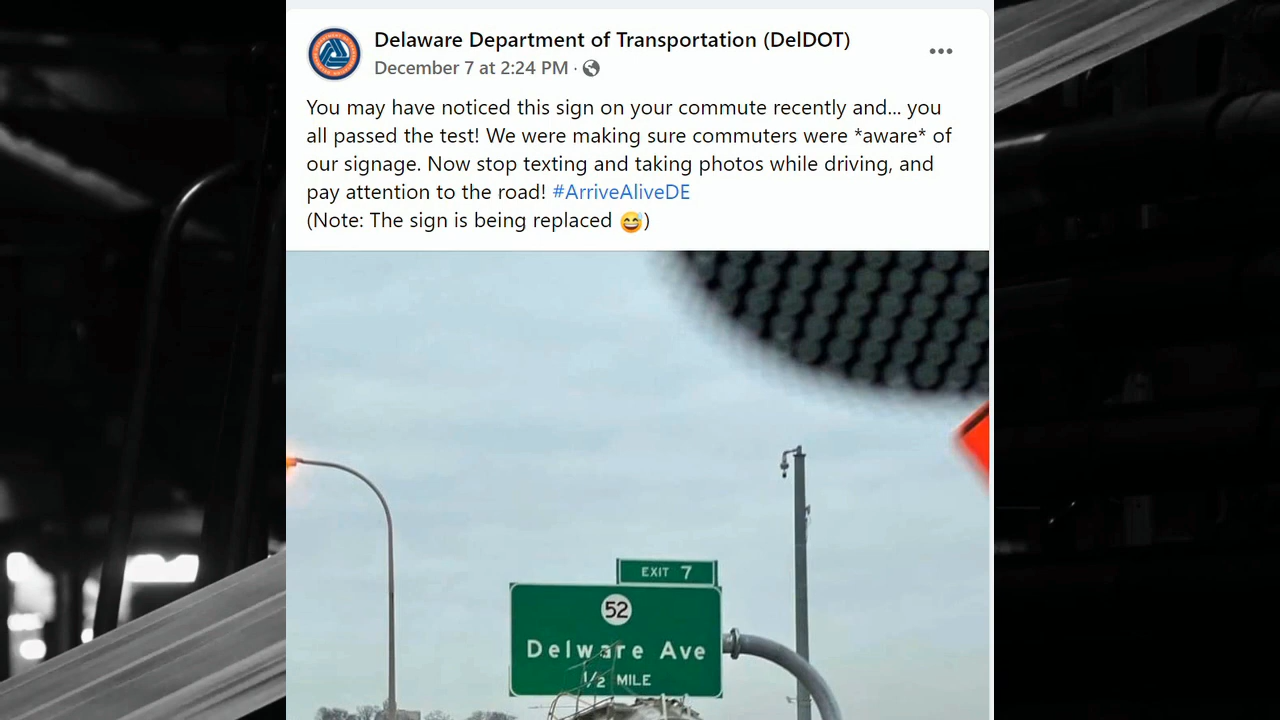 Delaware Department of Transportation (DelDOT)
December 7 at 2:24 PM ·
You may have noticed this sign on your commute recently and... you
all passed the test! We were making sure commuters were *aware* of
our signage. Now stop texting and taking photos while driving, and
pay attention to the road! #ArriveAliveDE
(Note: The sign is being replaced 😅)
EXIT 7
52
Delware Ave
1/2 MILE